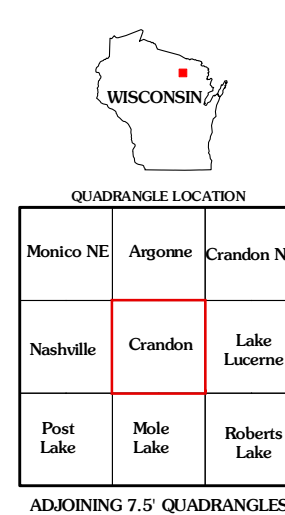 WISCONSIN
QUADRANGLE LOCATION
Monico NE Argonne Crandon N
Nashville Crandon Lake
Lucerne
Post Mole Roberts
Lake Lake Lake
ADJOINING 7.5' QUADRANGLES